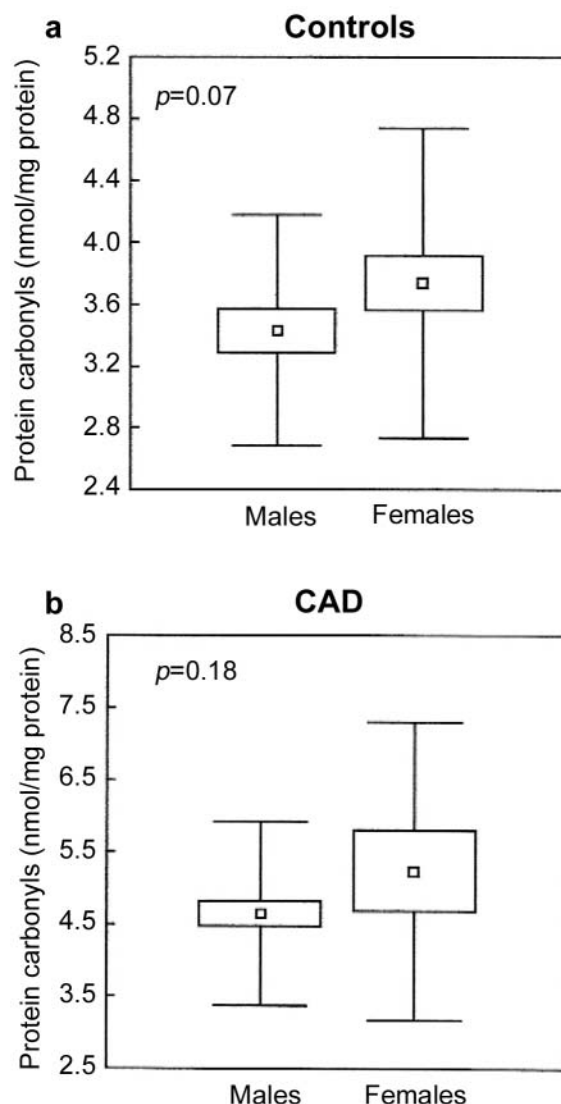 a Controls
Protein carbonyls (nmol/mg protein)
5.2
4.8
4.4
4.0
3.6
3.2
2.8
2.4
p=0.07
Males Females
b CAD
Protein carbonyls (nmol/mg protein)
8.5
7.5
6.5
5.5
4.5
3.5
2.5
p=0.18
Males Females